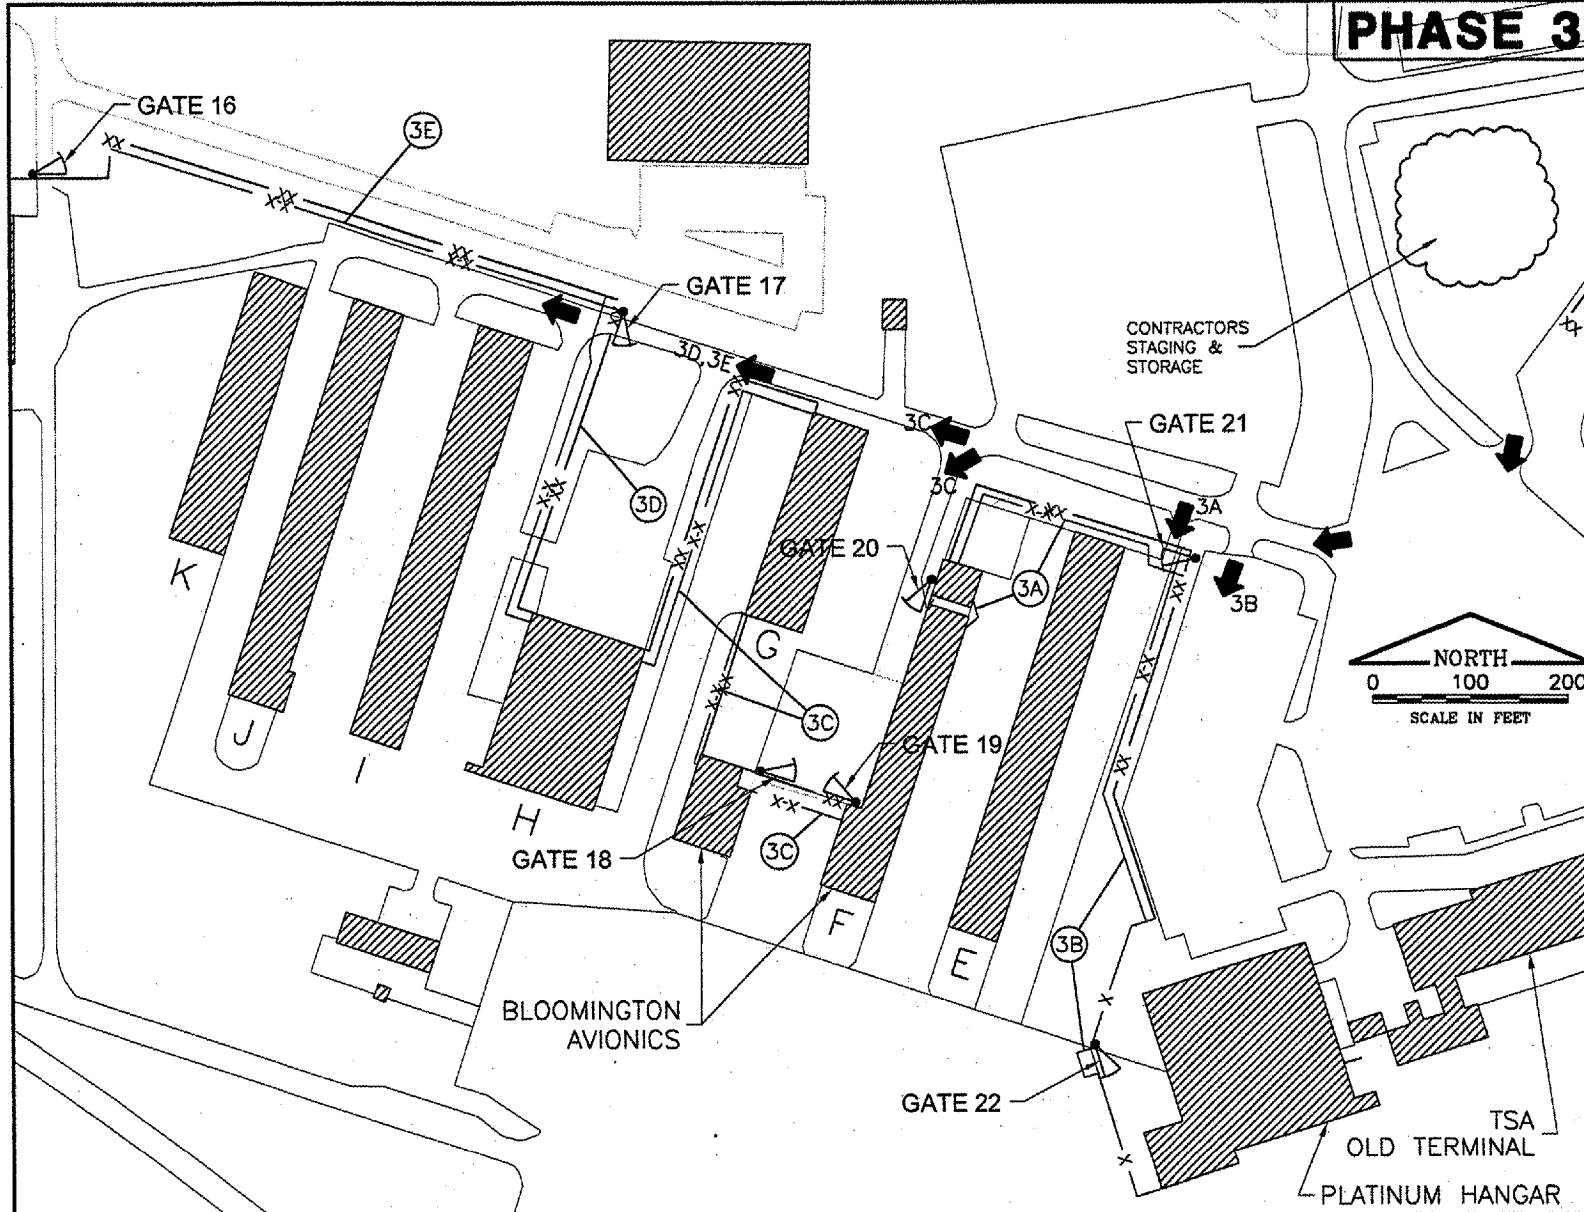 PHASE 3
GATE 16
3E
GATE 17
3D, 3E
CONTRACTORS
STAGING &
STORAGE
3C
GATE 21
3C
3A
3D
GATE 20
3A
3B
NORTH
0 100 200
SCALE IN FEET
K
G
J
3C
GATE 19
I
H
GATE 18
3C
F
E
3B
BLOOMINGTON
AVIONICS
GATE 22
TSA
OLD TERMINAL
PLATINUM HANGAR